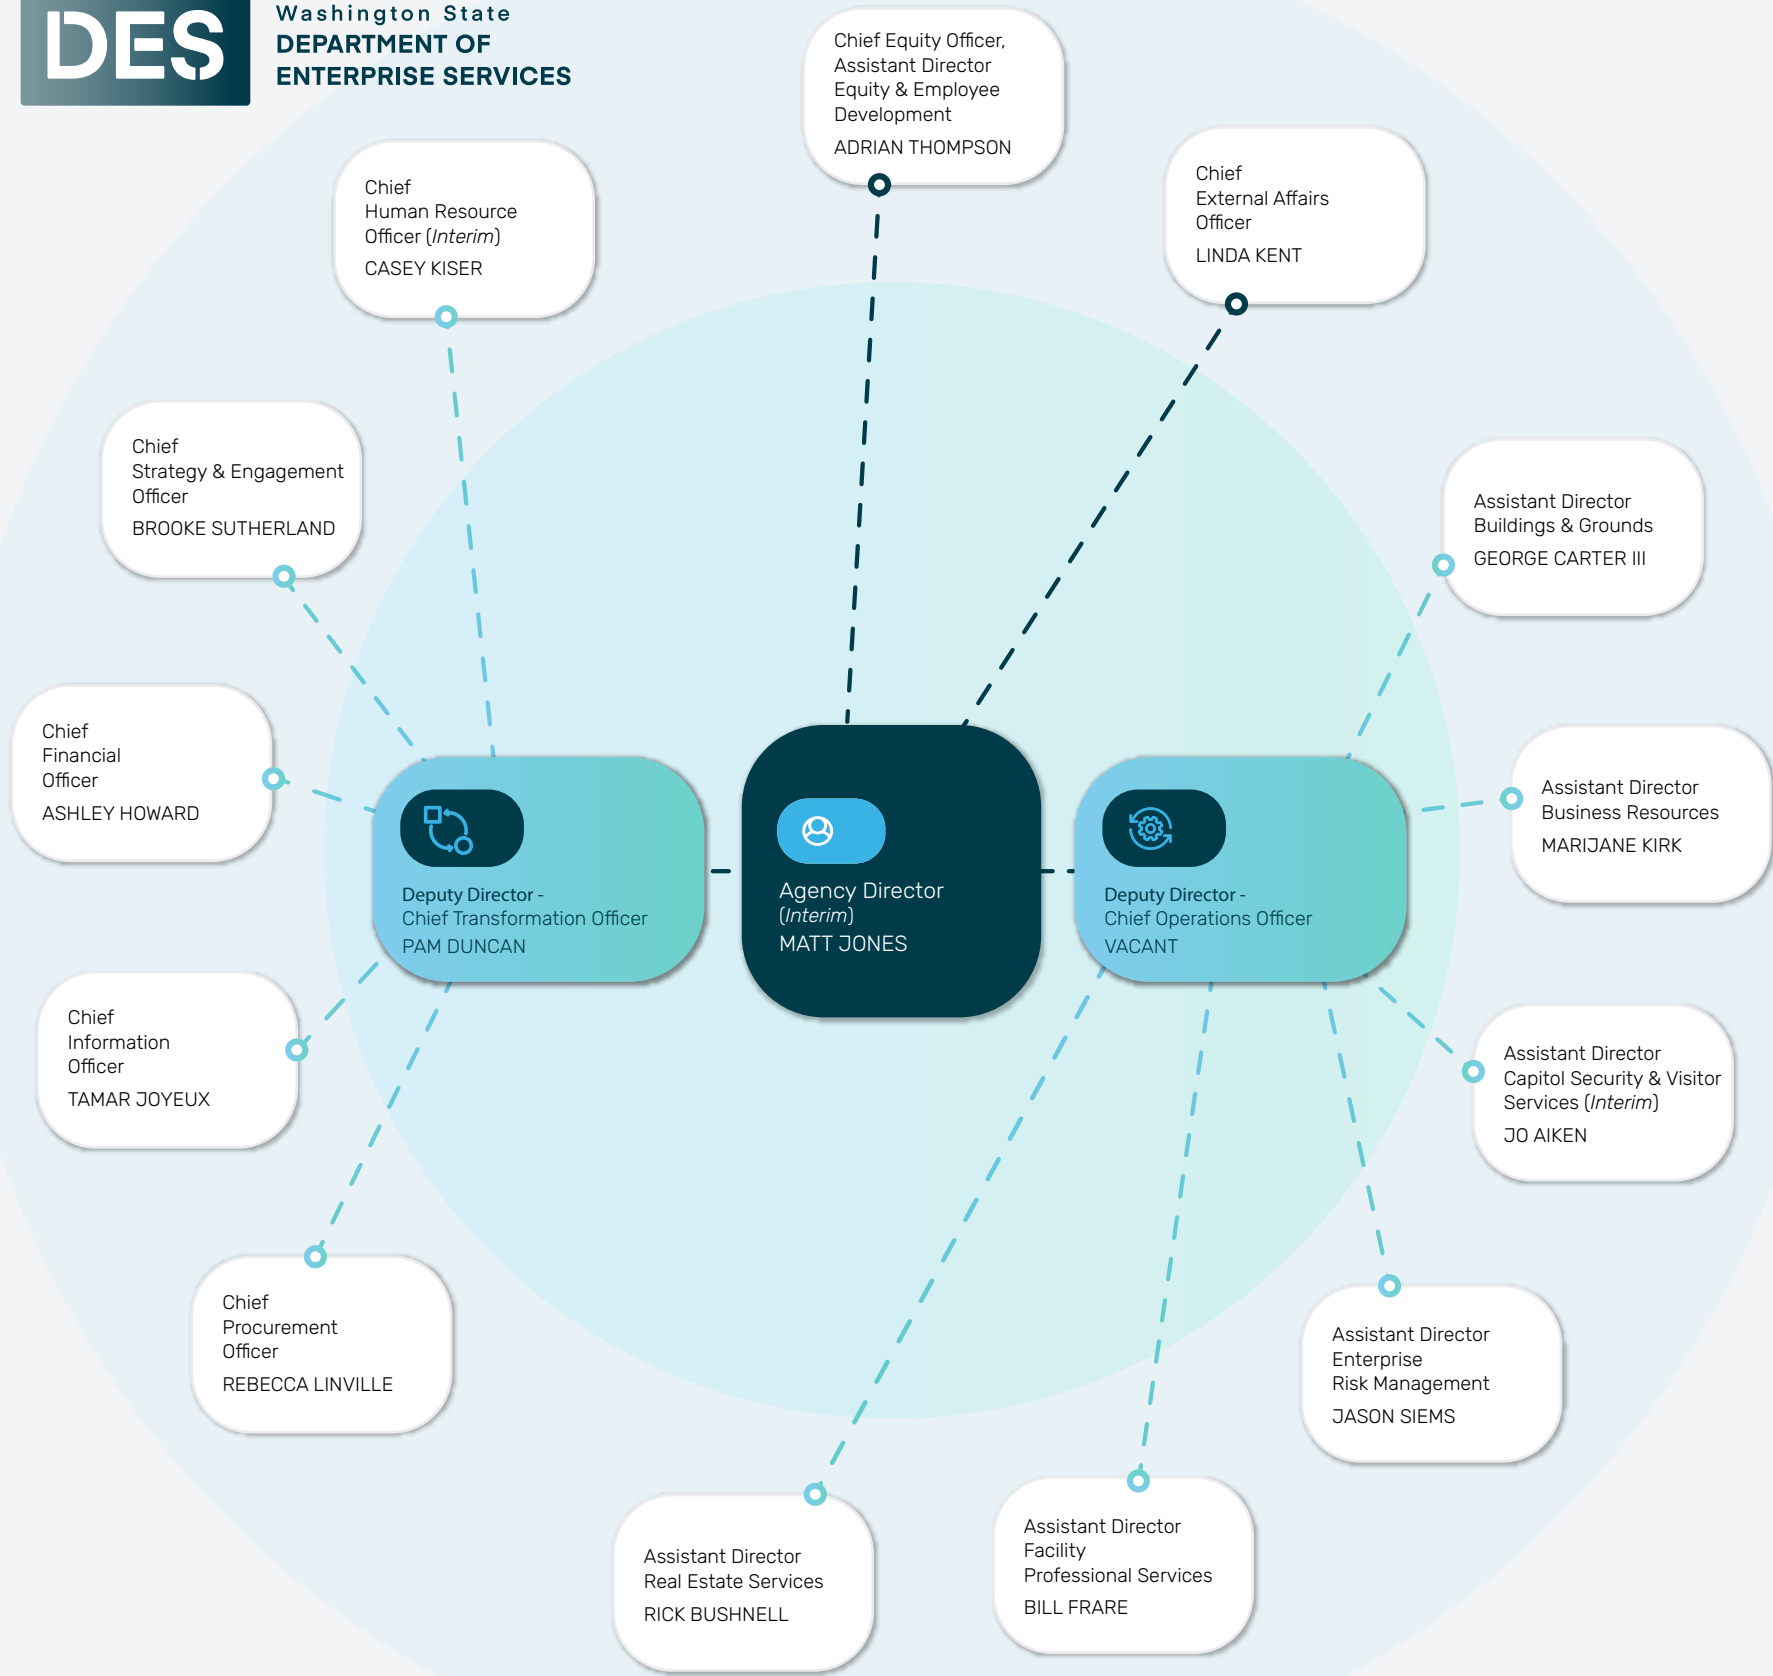 DES
Washington State
DEPARTMENT OF
ENTERPRISE SERVICES
Chief Equity Officer,
Assistant Director
Equity & Employee
Development
ADRIAN THOMPSON
Chief
Human Resource
Officer (Interim)
CASEY KISER
Chief
External Affairs
Officer
LINDA KENT
Chief
Strategy & Engagement
Officer
BROOKE SUTHERLAND
Assistant Director
Buildings & Grounds
GEORGE CARTER III
Chief
Financial
Officer
ASHLEY HOWARD
Assistant Director
Business Resources
MARIJANE KIRK
Deputy Director -
Chief Transformation Officer
PAM DUNCAN
Agency Director
(Interim)
MATT JONES
Deputy Director -
Chief Operations Officer
VACANT
Chief
Information
Officer
TAMAR JOYEUX
Assistant Director
Capitol Security & Visitor
Services (Interim)
JO AIKEN
Chief
Procurement
Officer
REBECCA LINVILLE
Assistant Director
Enterprise
Risk Management
JASON SIEMS
Assistant Director
Real Estate Services
RICK BUSHNELL
Assistant Director
Facility
Professional Services
BILL FRARE